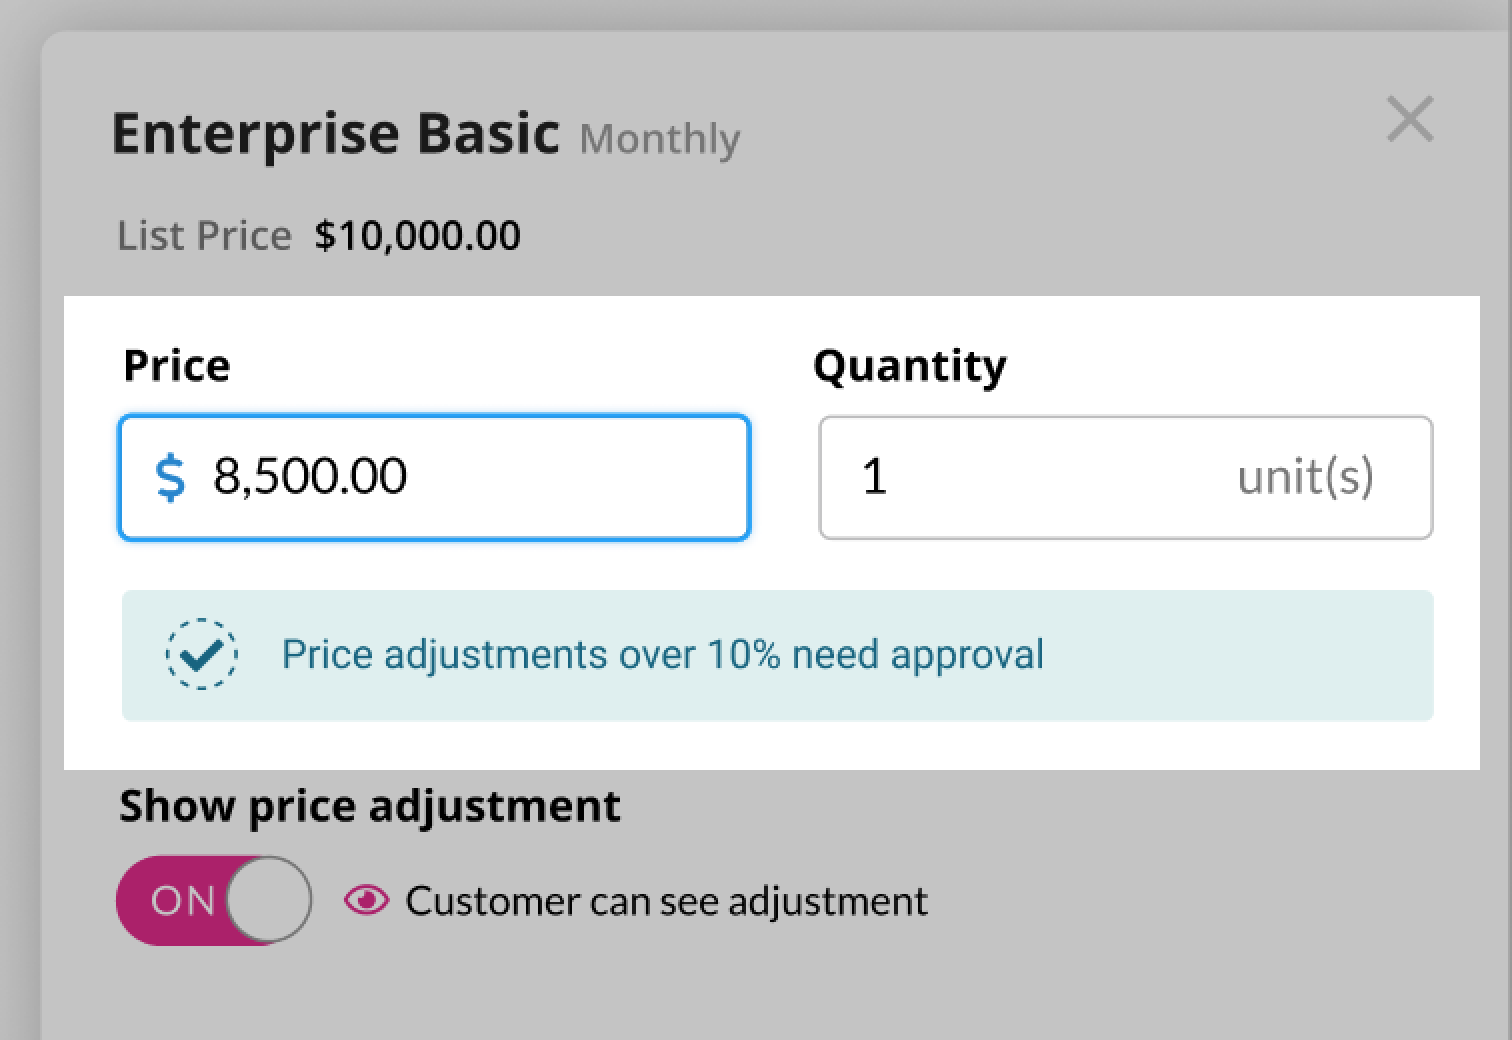 Enterprise Basic Monthly
List Price $10,000.00
Price Quantity
$ 8,500.00 1 unit(s)
Price adjustments over 10% need approval
Show price adjustment
ON Customer can see adjustment